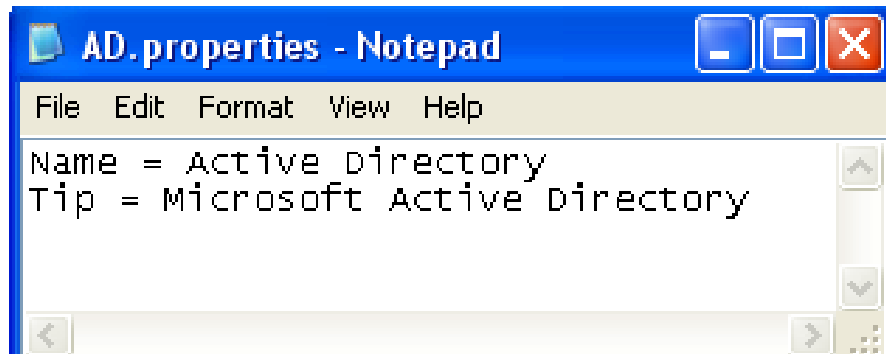 AD.properties - Notepad
File Edit Format View Help
Name = Active Directory
Tip = Microsoft Active Directory